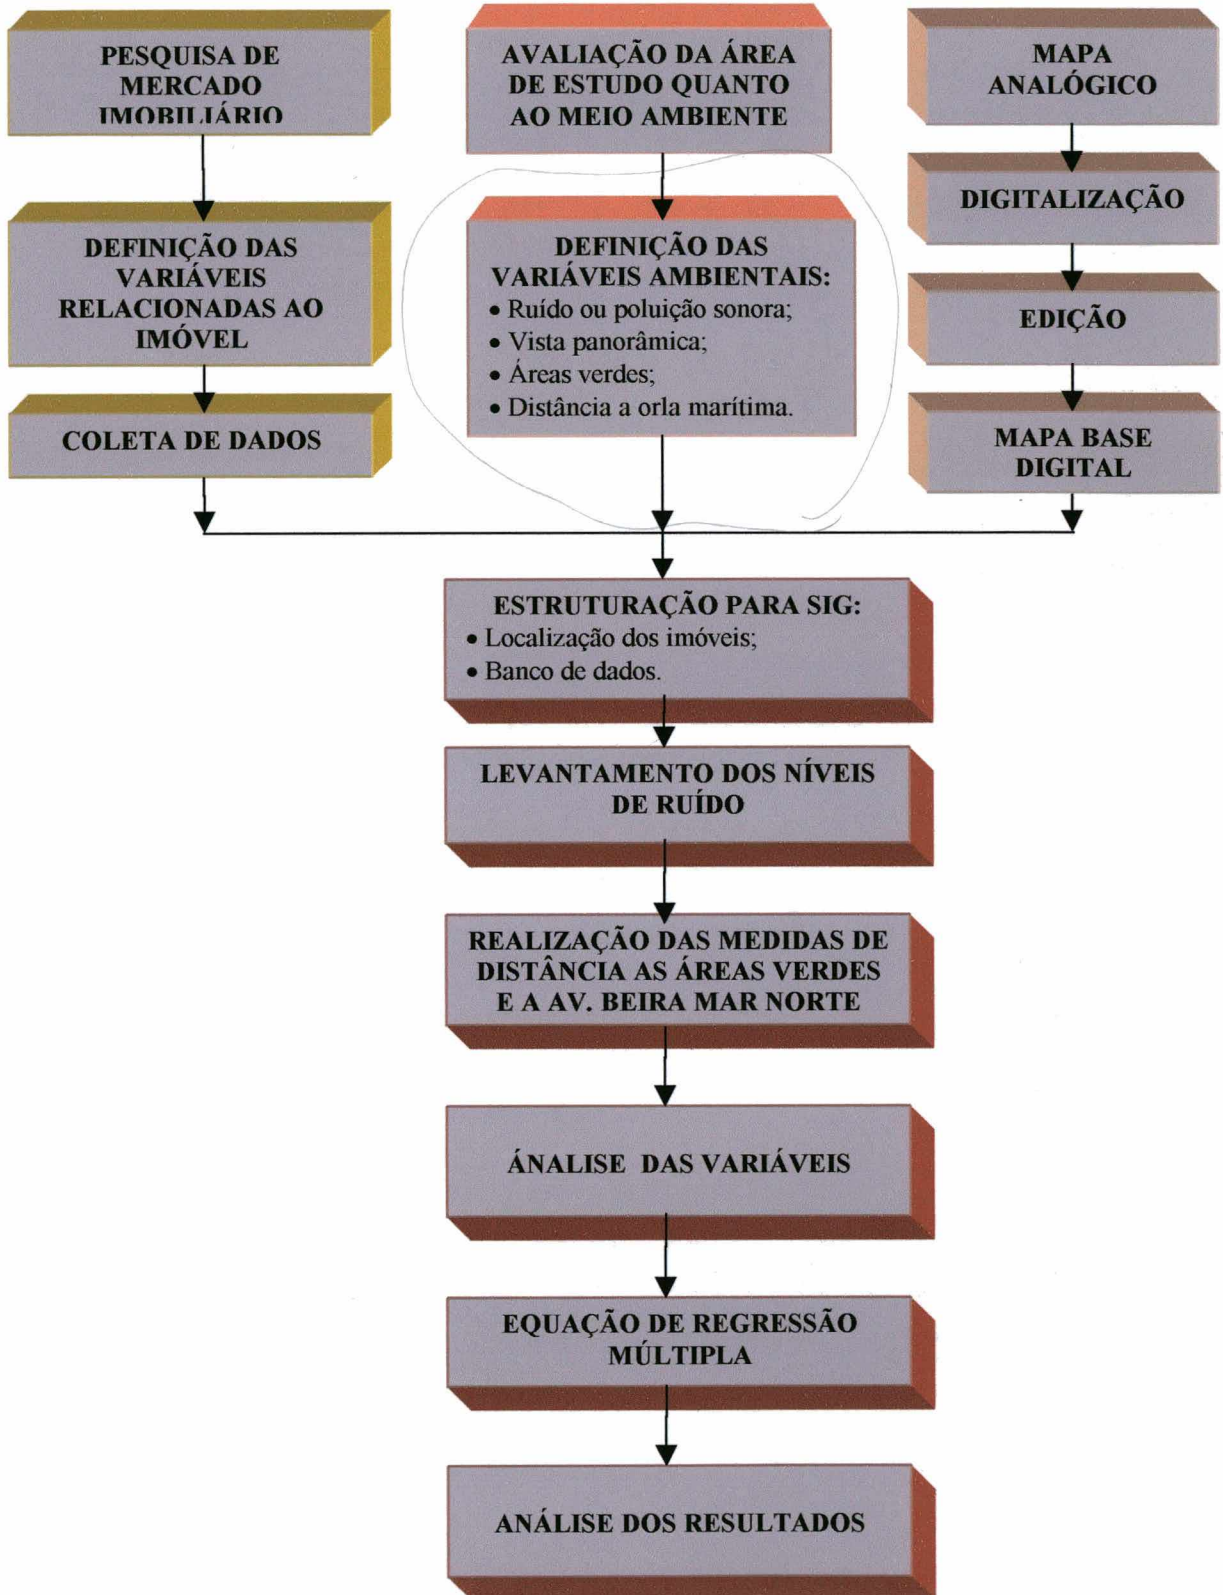 PESQUISA DE
MERCADO
IMOBILIÁRIO
DEFINIÇÃO DAS
VARIÁVEIS
RELACIONADAS AO
IMÓVEL
COLETA DE DADOS
AVALIAÇÃO DA ÁREA
DE ESTUDO QUANTO
AO MEIO AMBIENTE
DEFINIÇÃO DAS
VARIÁVEIS AMBIENTAIS:
• Ruído ou poluição sonora;
• Vista panorâmica;
• Áreas verdes;
• Distância a orla marítima.
MAPA
ANALÓGICO
DIGITALIZAÇÃO
EDIÇÃO
MAPA BASE
DIGITAL
ESTRUTURAÇÃO PARA SIG:
• Localização dos imóveis;
• Banco de dados.
LEVANTAMENTO DOS NÍVEIS
DE RUÍDO
REALIZAÇÃO DAS MEDIDAS DE
DISTÂNCIA AS ÁREAS VERDES
E A AV. BEIRA MAR NORTE
ÁNALISE DAS VARIÁVEIS
EQUAÇÃO DE REGRESSÃO
MÚLTIPLA
ANÁLISE DOS RESULTADOS